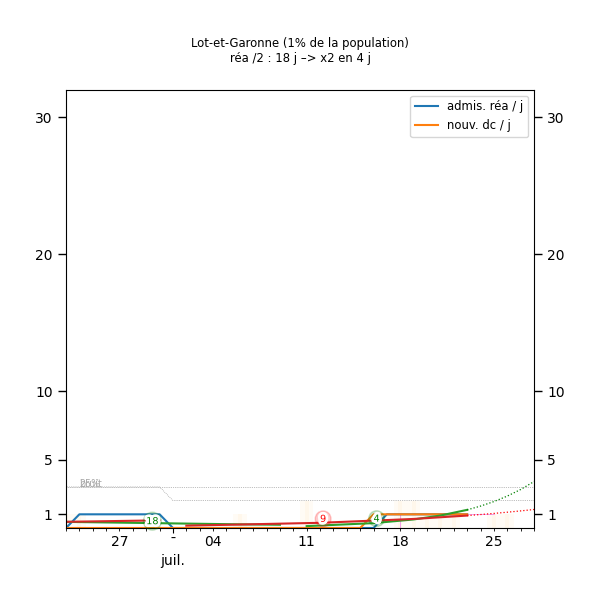 Lot-et-Garonne (1% de la population)
réa /2 : 18 j –> x2 en 4 j
admis. réa / j
nouv. dc / j
30 30
20 20
10 10
5 5
1 1
18 9 4
27 - 04 11 18 25
juil.